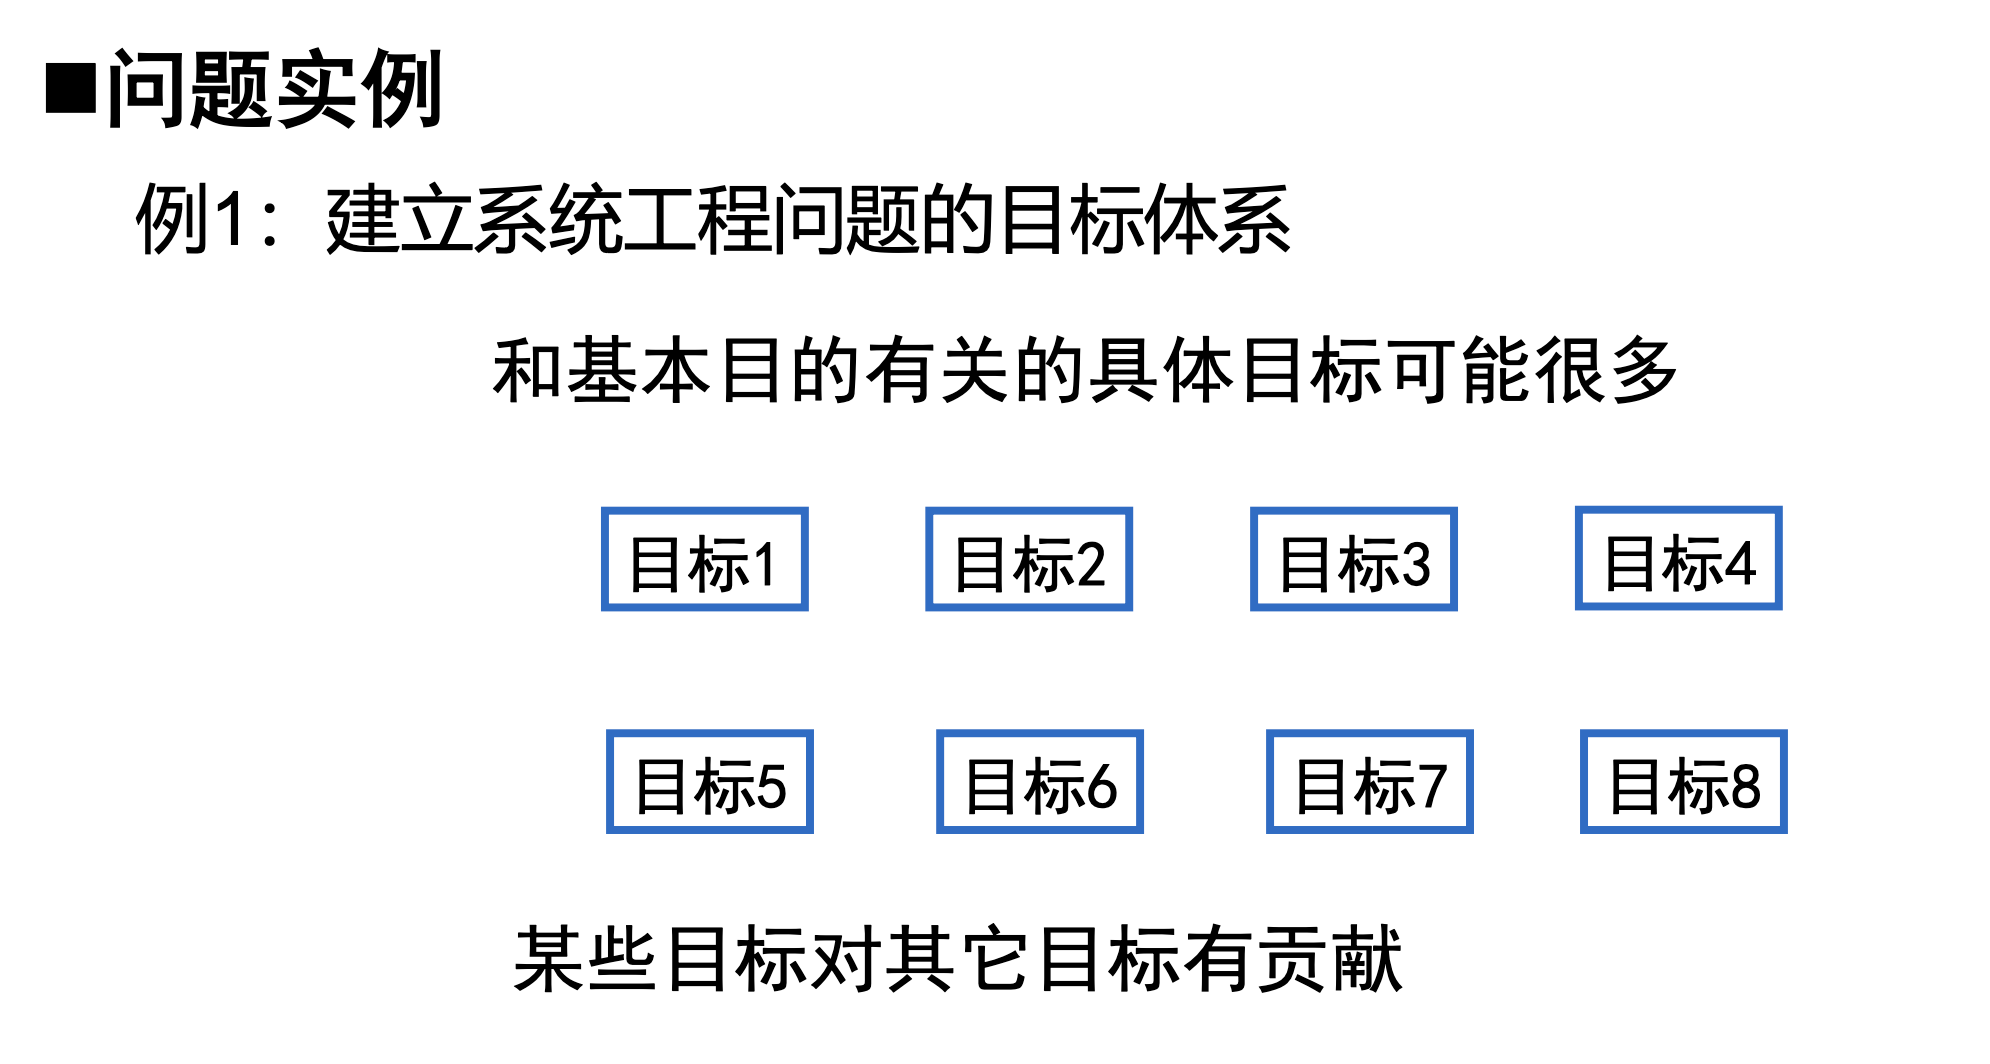 ■问题实例
例1：建立系统工程问题的目标体系
和基本目的有关的具体目标可能很多
目标1 目标2 目标3 目标4
目标5 目标6 目标7 目标8
某些目标对其它目标有贡献